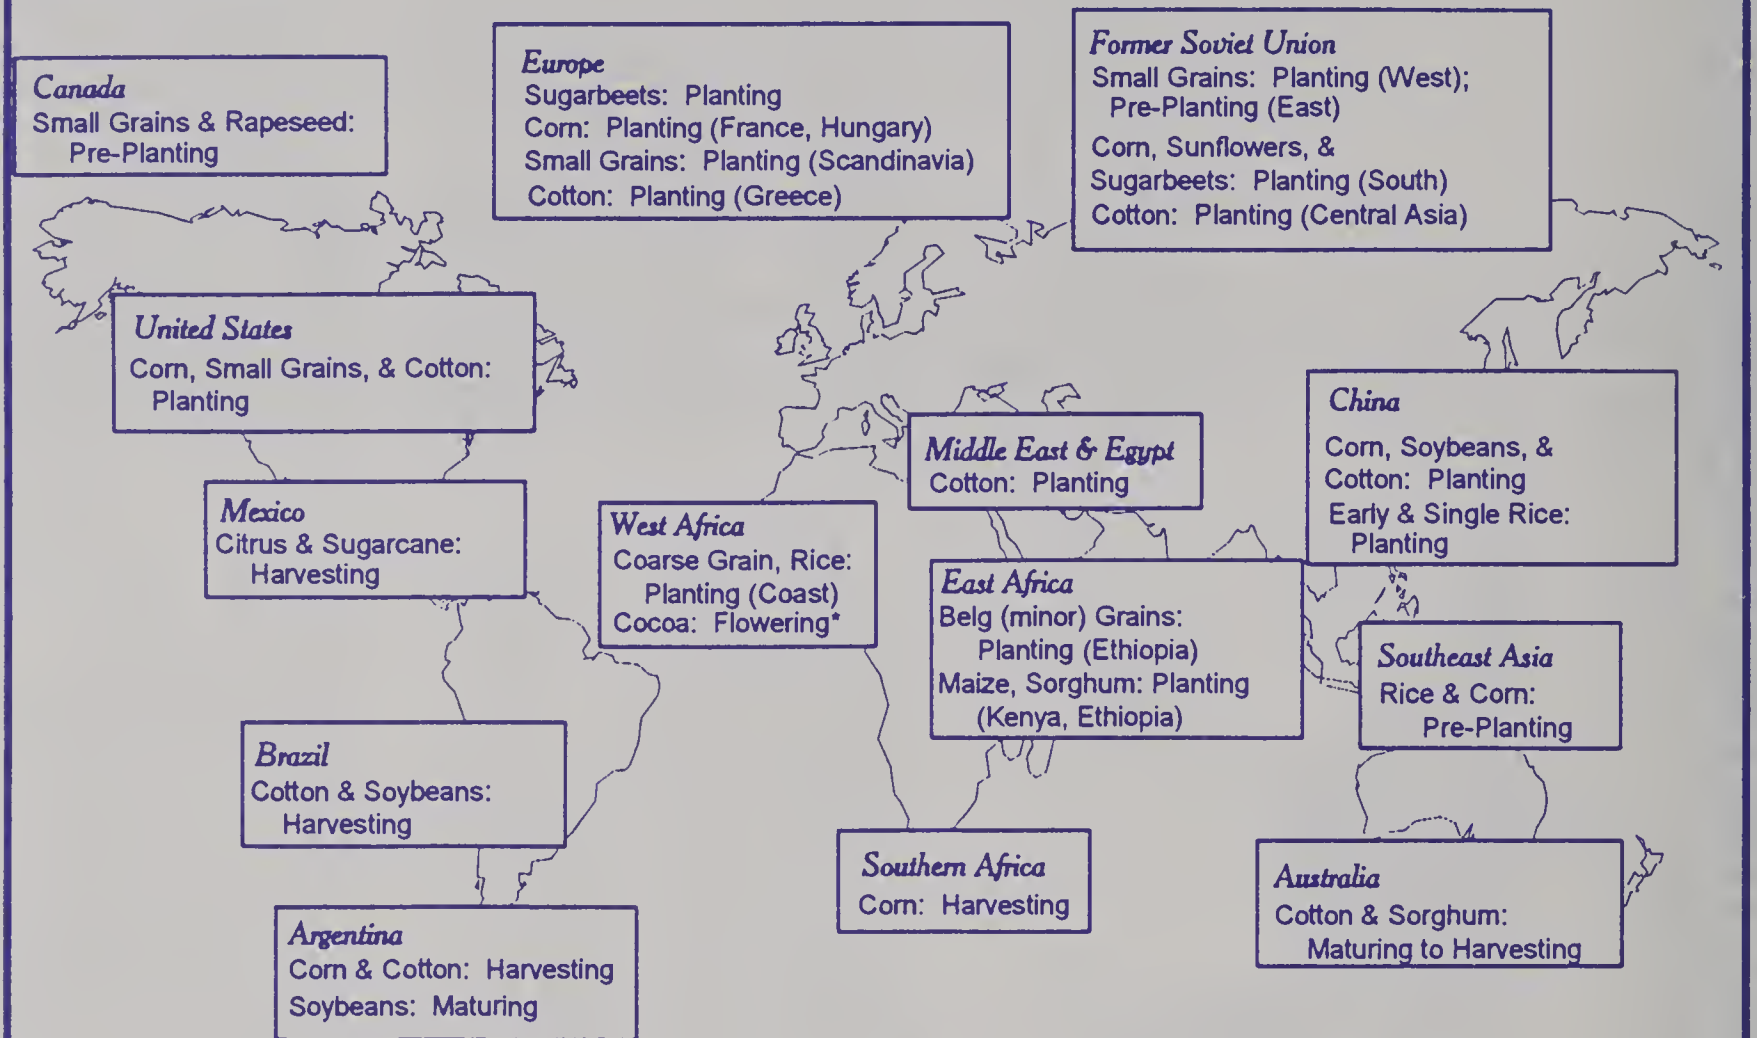 Canada
Small Grains & Rapeseed:
Pre-Planting
Europe
Sugarbeets: Planting
Corn: Planting (France, Hungary)
Small Grains: Planting (Scandinavia)
Cotton: Planting (Greece)
Former Soviet Union
Small Grains: Planting (West);
Pre-Planting (East)
Corn, Sunflowers, &
Sugarbeets: Planting (South)
Cotton: Planting (Central Asia)
United States
Corn, Small Grains, & Cotton:
Planting
China
Corn, Soybeans, &
Cotton: Planting
Early & Single Rice:
Planting
Middle East & Egypt
Cotton: Planting
Mexico
Citrus & Sugarcane:
Harvesting
West Africa
Coarse Grain, Rice:
Planting (Coast)
Cocoa: Flowering*
East Africa
Belg (minor) Grains:
Planting (Ethiopia)
Maize, Sorghum: Planting
(Kenya, Ethiopia)
Southeast Asia
Rice & Corn:
Pre-Planting
Brazil
Cotton & Soybeans:
Harvesting
Southern Africa
Corn: Harvesting
Australia
Cotton & Sorghum:
Maturing to Harvesting
Argentina
Corn & Cotton: Harvesting
Soybeans: Maturing